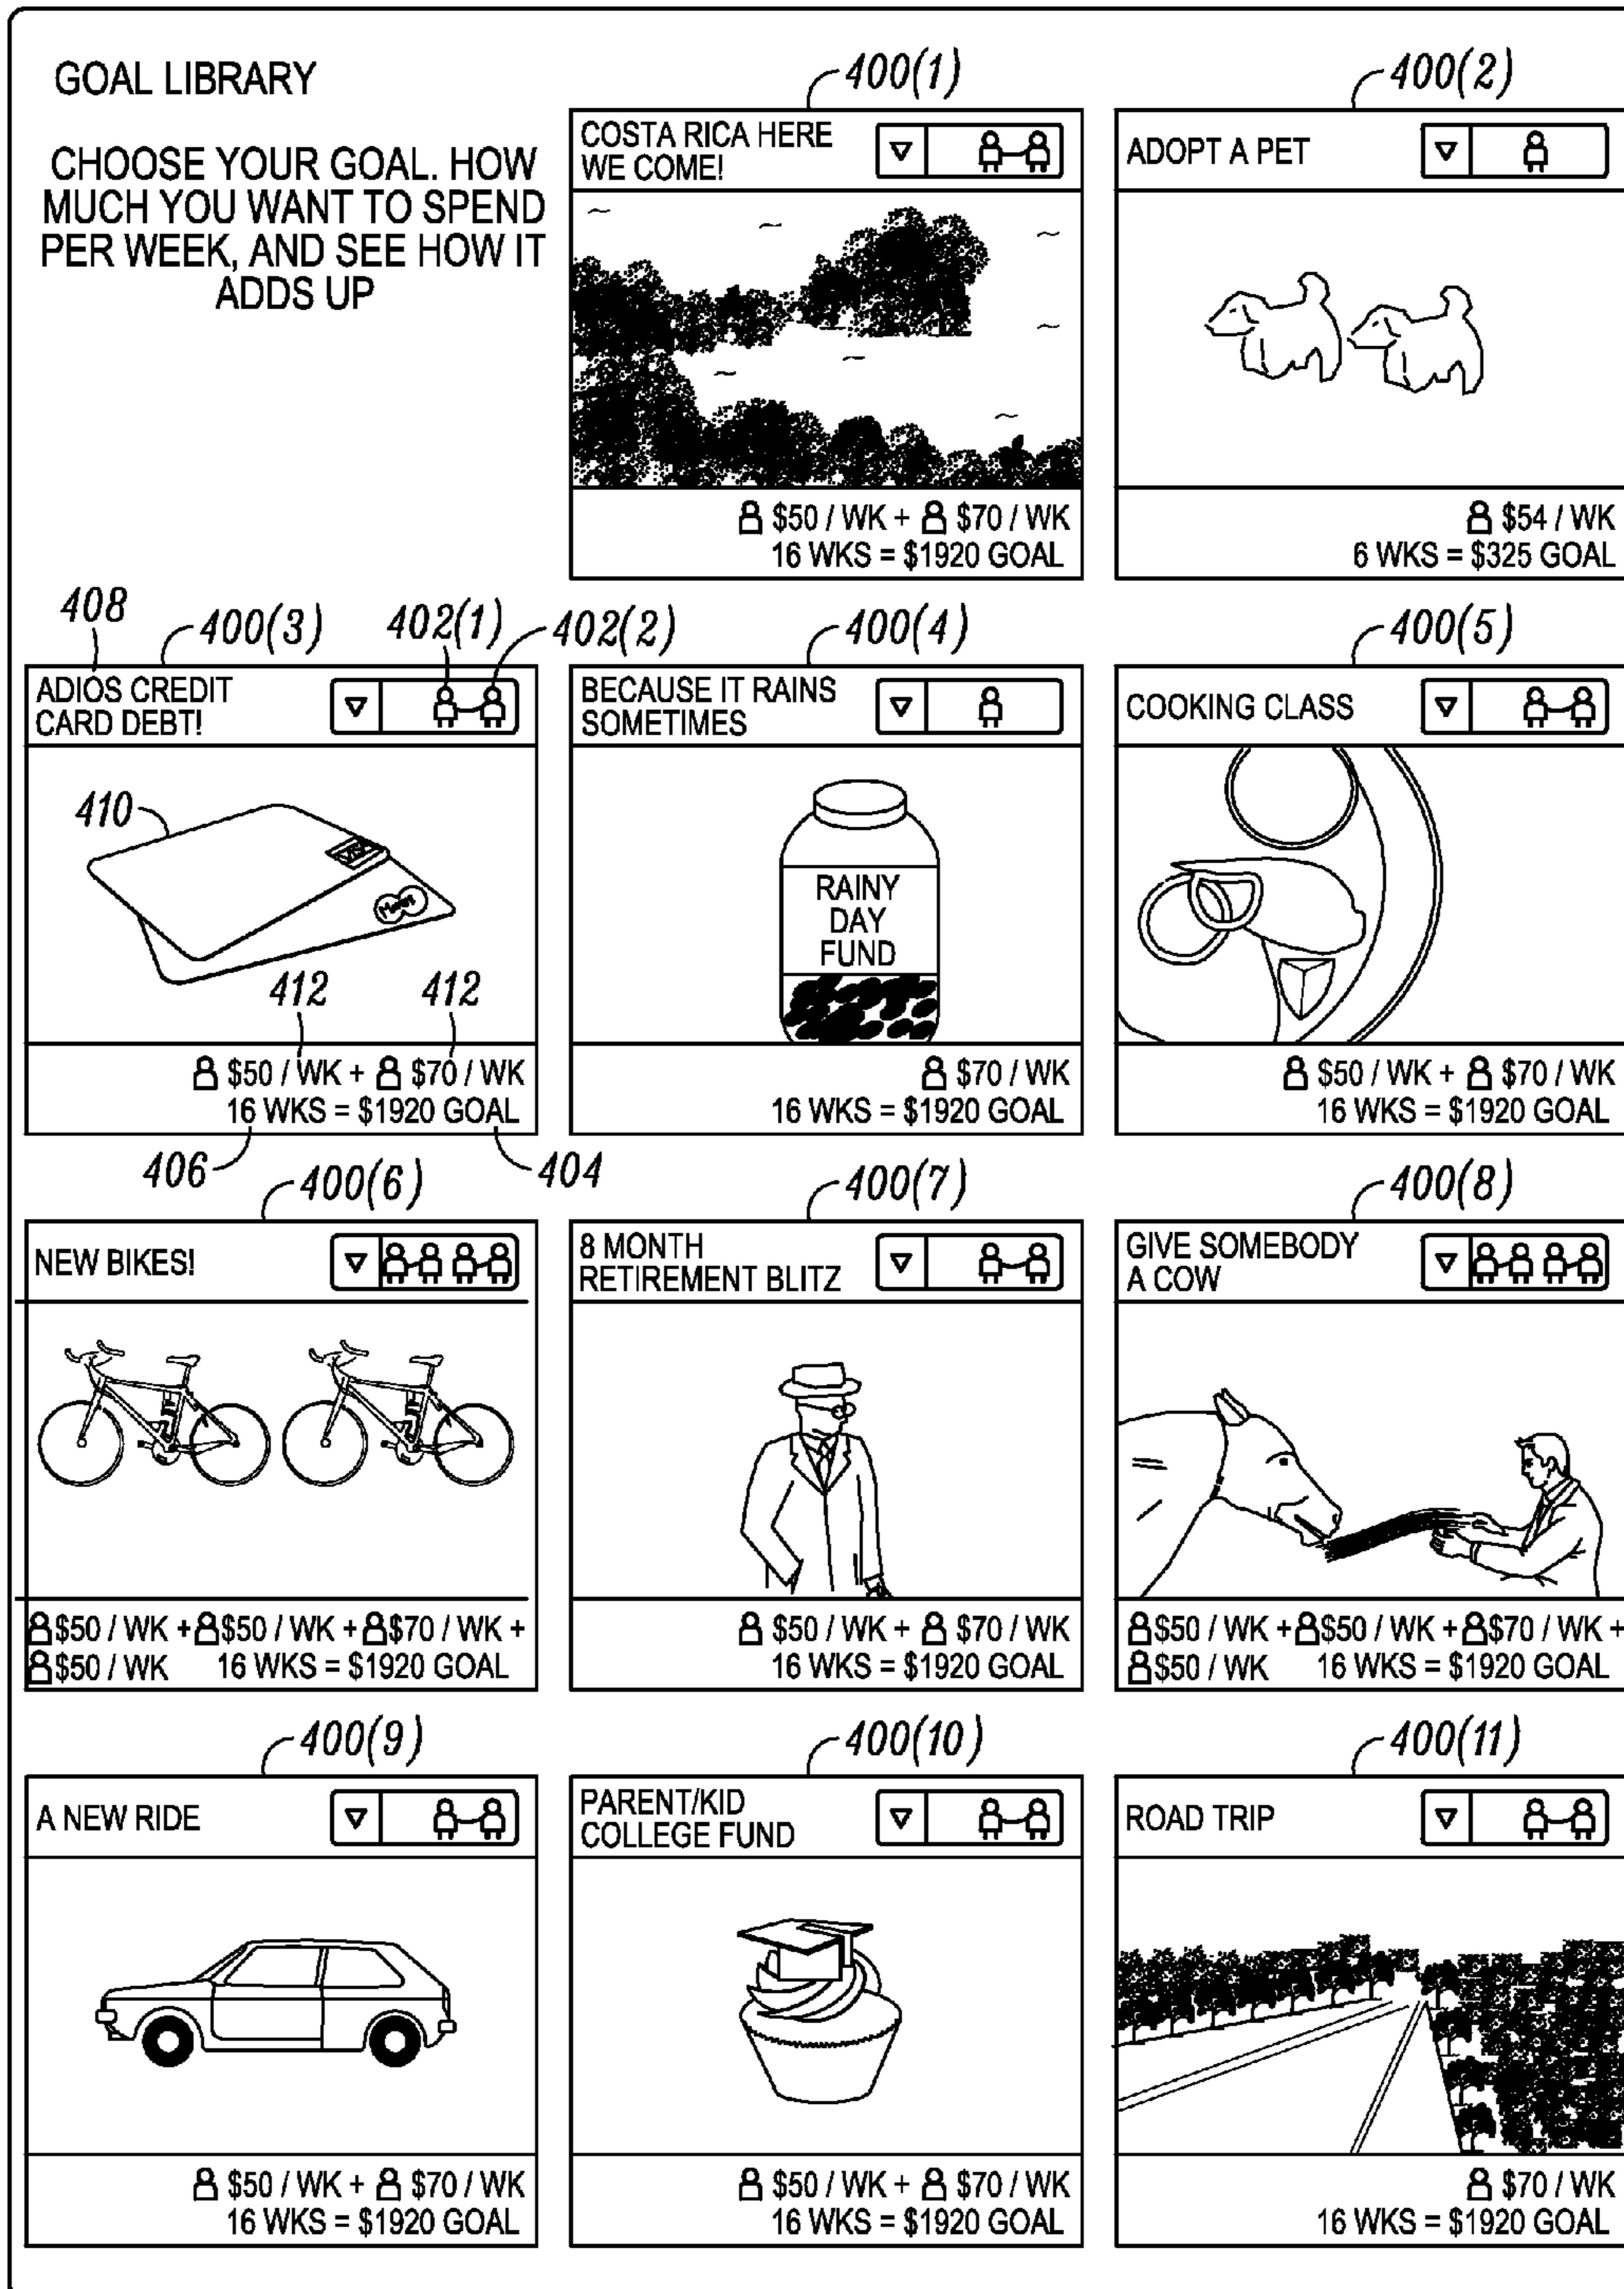 GOAL LIBRARY
CHOOSE YOUR GOAL. HOW
MUCH YOU WANT TO SPEND
PER WEEK, AND SEE HOW IT
ADDS UP
400(1)
COSTA RICA HERE
WE COME!
$50 / WK + $70 / WK
16 WKS = $1920 GOAL
400(2)
ADOPT A PET
$54 / WK
6 WKS = $325 GOAL
408
400(3)
402(1)
402(2)
ADIOS CREDIT
CARD DEBT!
410
412
412
$50 / WK + $70 / WK
16 WKS = $1920 GOAL
406
404
400(4)
BECAUSE IT RAINS
SOMETIMES
RAINY
DAY
FUND
$70 / WK
16 WKS = $1920 GOAL
400(5)
COOKING CLASS
$50 / WK + $70 / WK
16 WKS = $1920 GOAL
400(6)
NEW BIKES!
$50 / WK + $50 / WK + $70 / WK +
$50 / WK 16 WKS = $1920 GOAL
400(7)
8 MONTH
RETIREMENT BLITZ
$50 / WK + $70 / WK
16 WKS = $1920 GOAL
400(8)
GIVE SOMEBODY
A COW
$50 / WK + $50 / WK + $70 / WK +
$50 / WK 16 WKS = $1920 GOAL
400(9)
A NEW RIDE
$50 / WK + $70 / WK
16 WKS = $1920 GOAL
400(10)
PARENT/KID
COLLEGE FUND
$50 / WK + $70 / WK
16 WKS = $1920 GOAL
400(11)
ROAD TRIP
$70 / WK
16 WKS = $1920 GOAL